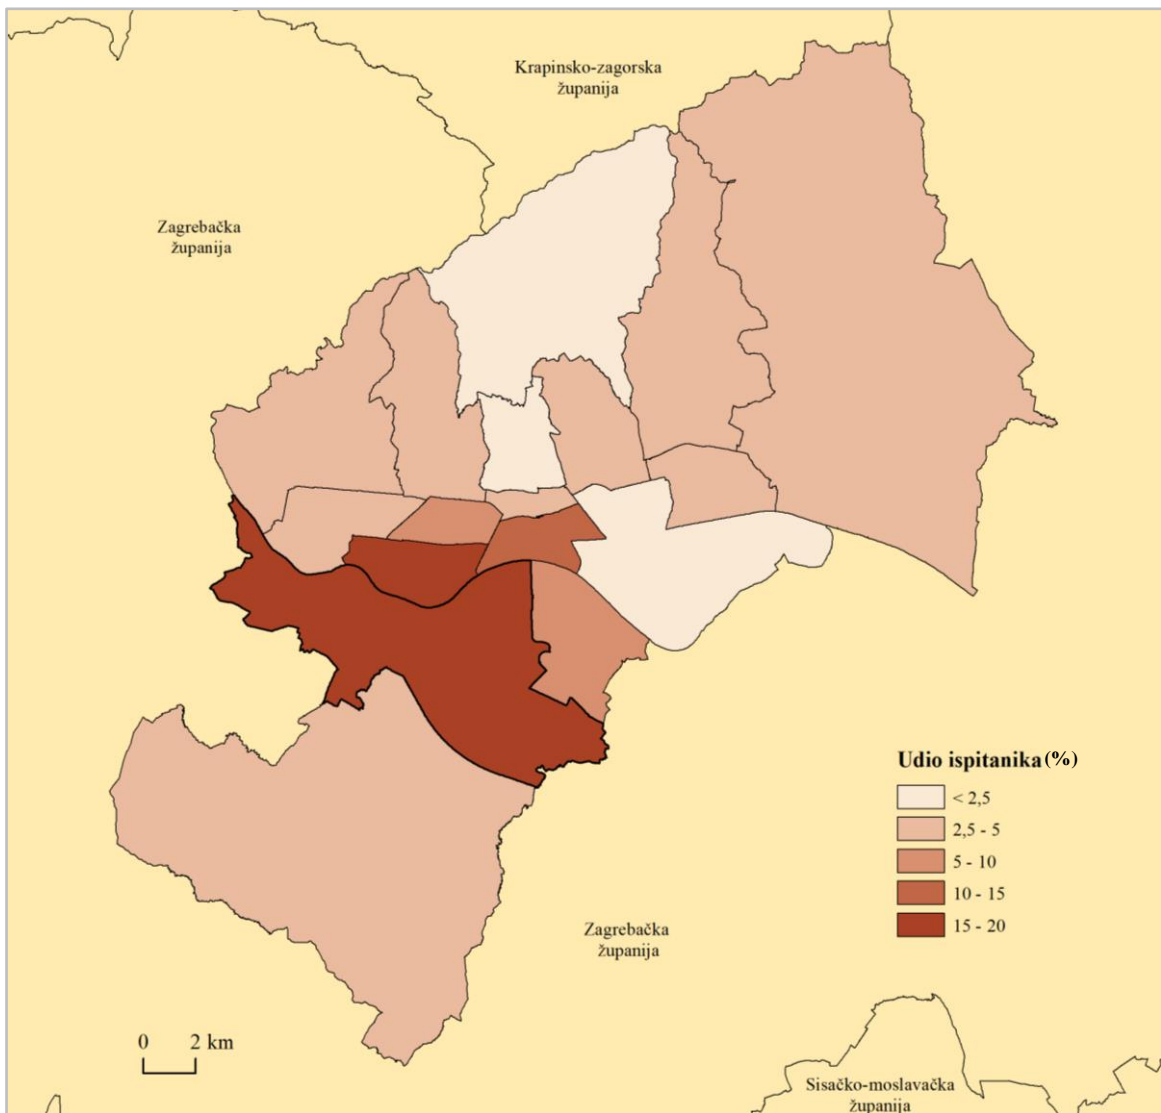 Krapinsko-zagorska
županija
Zagrebačka
županija
Udio ispitanika (%)
< 2,5
2,5 - 5
5 - 10
10 - 15
15 - 20
Zagrebačka
županija
0 2 km
Sisačko-moslavačka
županija